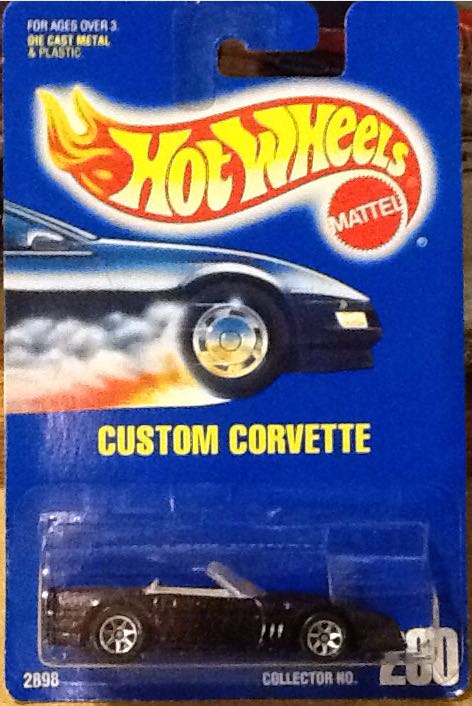 FOR AGES OVER 3
DIE CAST METAL
& PLASTIC
HOT WHEELS
MATTEL
®
CUSTOM CORVETTE
2898
COLLECTOR NO.